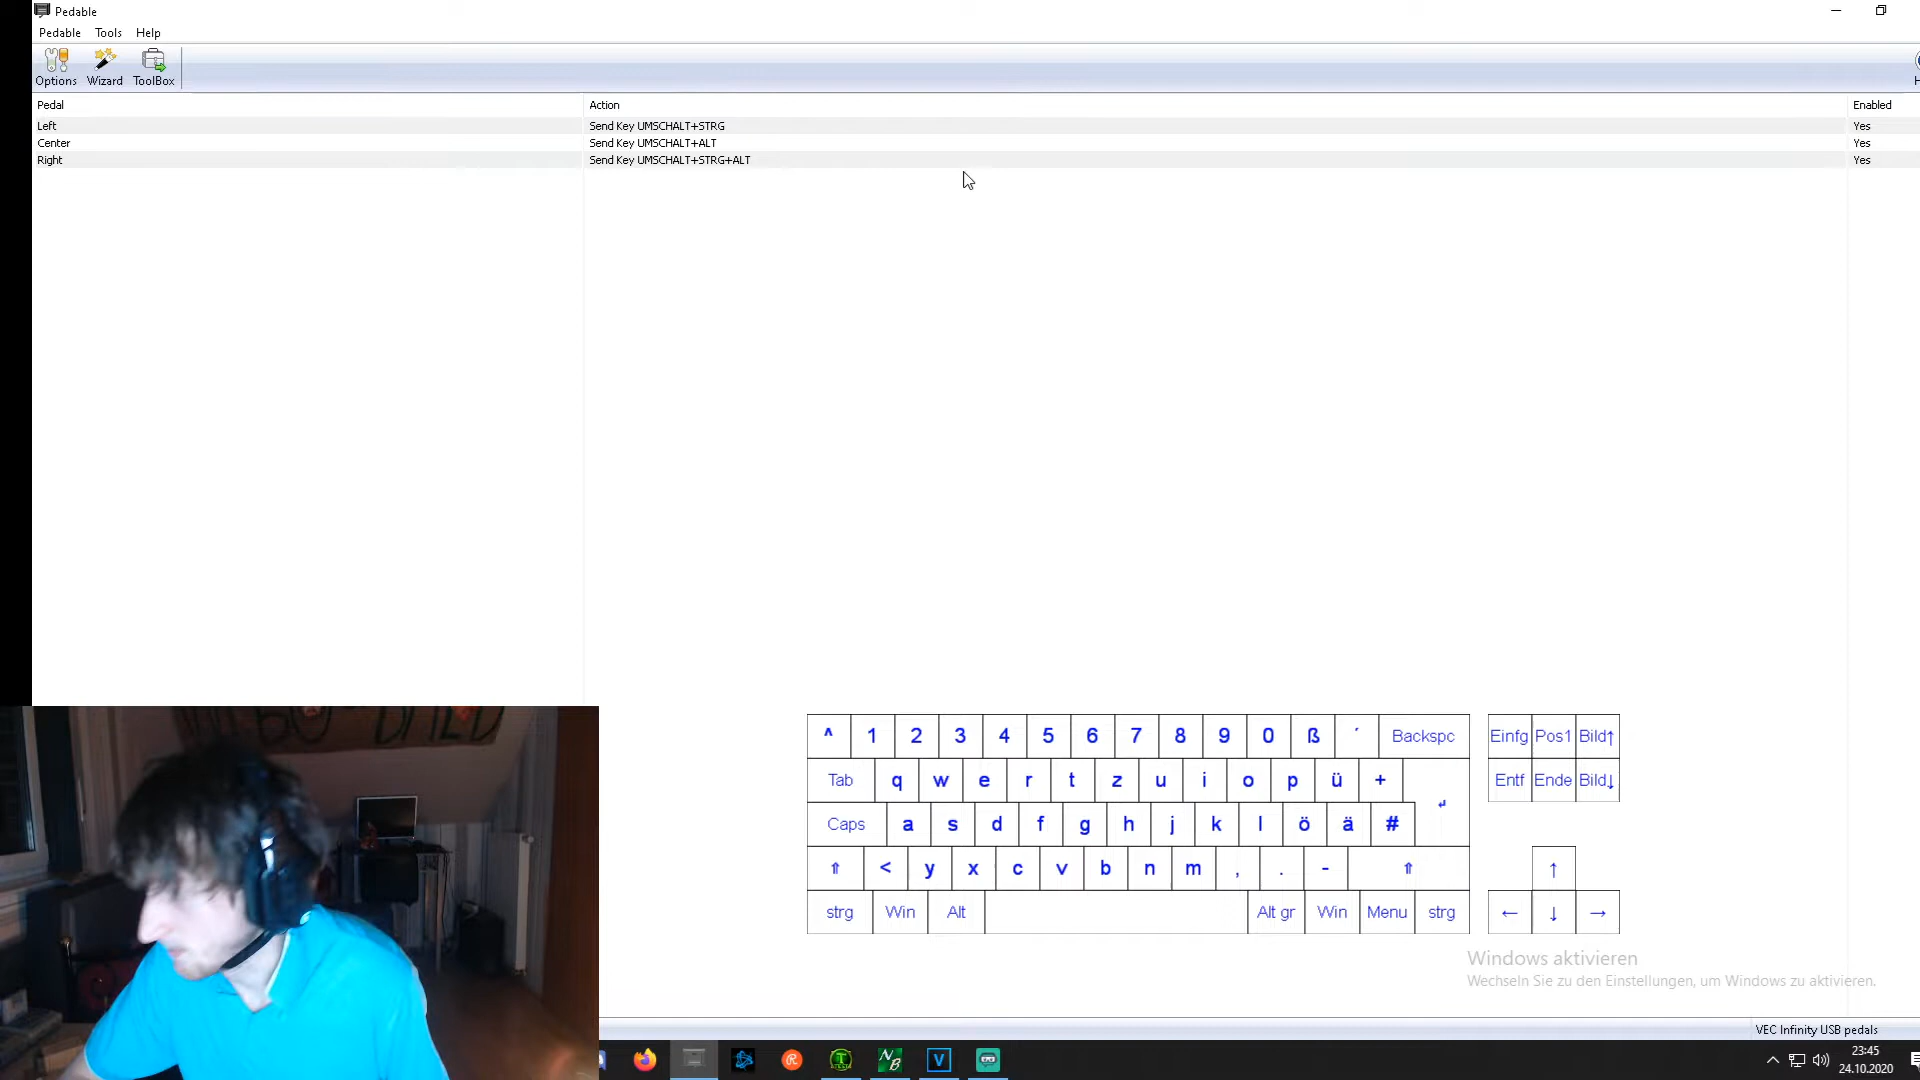 Pedable
Pedable Tools Help
Options Wizard ToolBox
Pedal Action Enabled
Left Send Key UMSCHALT+STRG Yes
Center Send Key UMSCHALT+ALT Yes
Right Send Key UMSCHALT+STRG+ALT Yes
^ 1 2 3 4 5 6 7 8 9 0 ß ´ Backspc Einfg Pos1 Bild↑
Tab q w e r t z u i o p ü + Entf Ende Bild↓
Caps a s d f g h j k l ö ä # ↵
⇑ < y x c v b n m , . - ⇑ ↑
strg Win Alt Alt gr Win Menu strg ← ↓ →
Windows aktivieren
Wechseln Sie zu den Einstellungen, um Windows zu aktivieren.
VEC Infinity USB pedals
23:45
24.10.2020